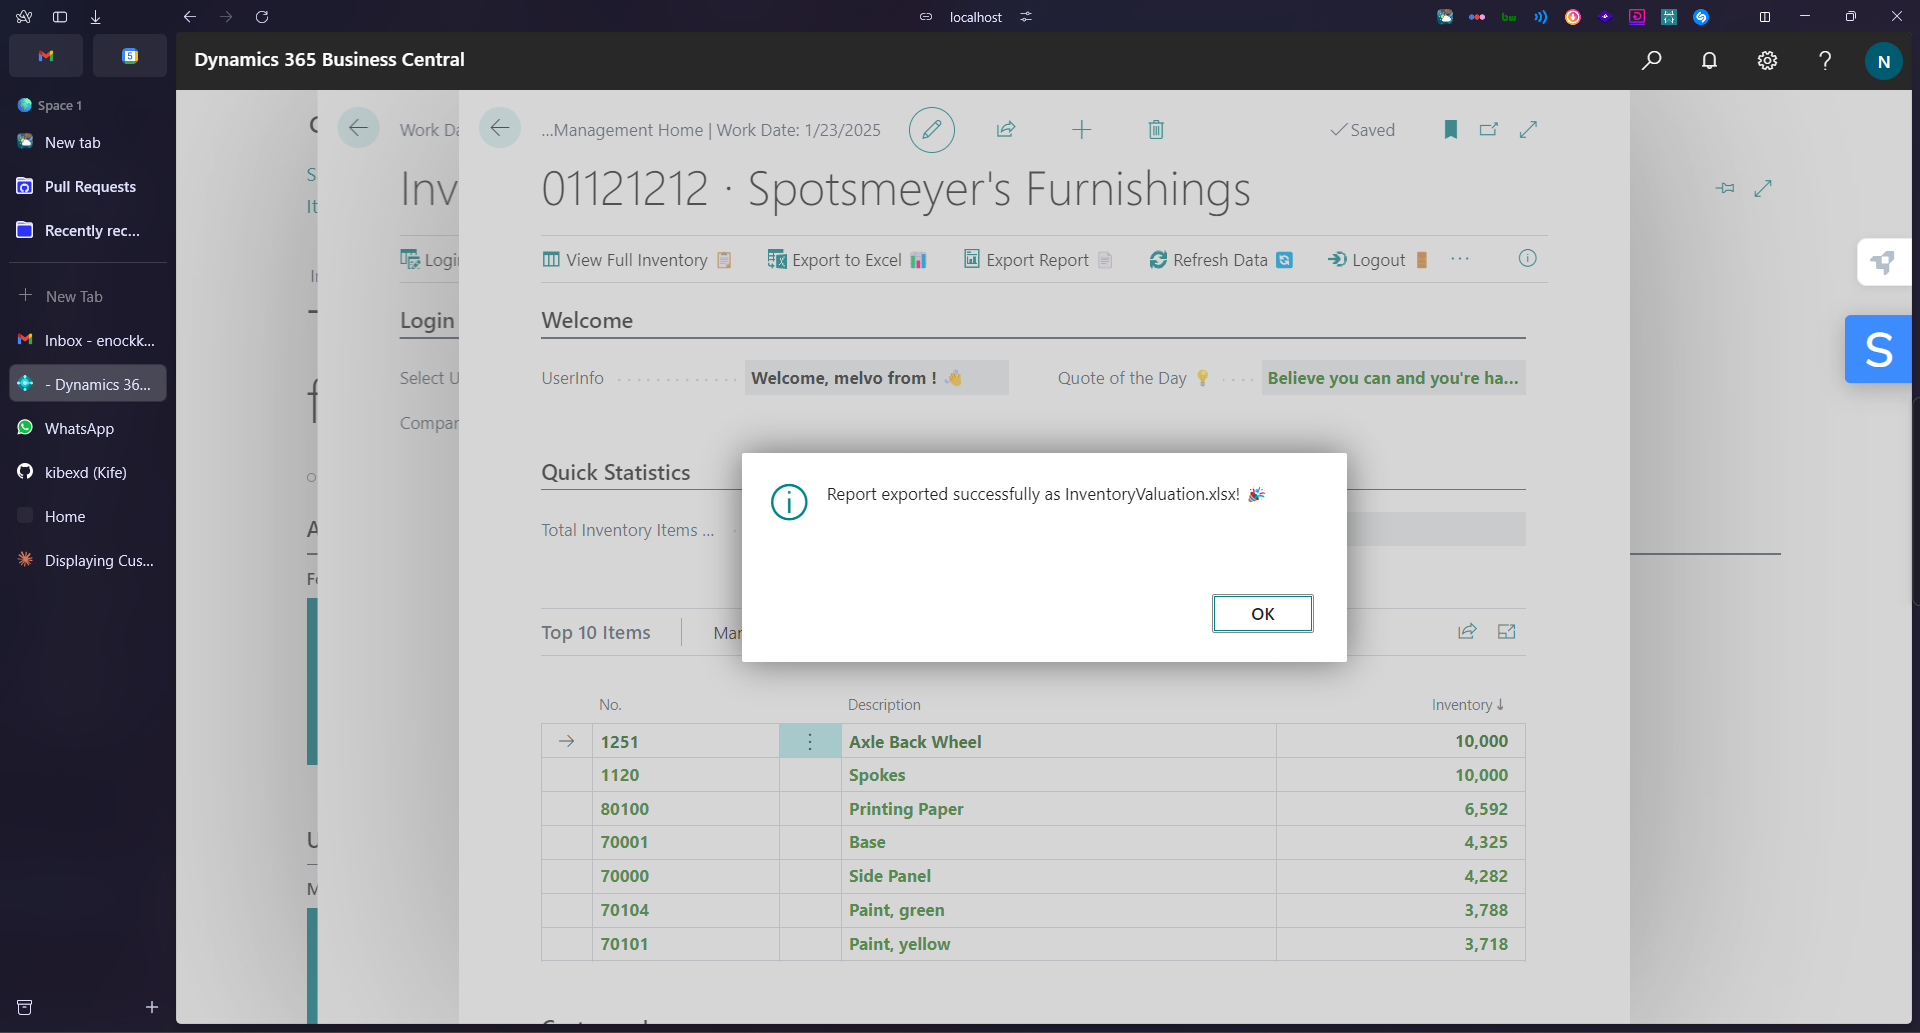 localhost
Dynamics 365 Business Central
N
Space 1
New tab
Pull Requests
Recently rec...
New Tab
Inbox - enockk...
- Dynamics 36...
WhatsApp
kibexd (Kife)
Home
Displaying Cus...
Work Da
...Management Home | Work Date: 1/23/2025
Saved
Inv
01121212 · Spotsmeyer's Furnishings
Login
View Full Inventory
Export to Excel
Export Report
Refresh Data
Logout
Login
Welcome
Select U
UserInfo
Welcome, melvo from !
Quote of the Day
Believe you can and you're ha...
Compar
Quick Statistics
Total Inventory Items ...
Report exported successfully as InventoryValuation.xlsx!
OK
Top 10 Items
Mar
No.
Description
Inventory↓
1251 Axle Back Wheel 10,000
1120 Spokes 10,000
80100 Printing Paper 6,592
70001 Base 4,325
70000 Side Panel 4,282
70104 Paint, green 3,788
70101 Paint, yellow 3,718
S